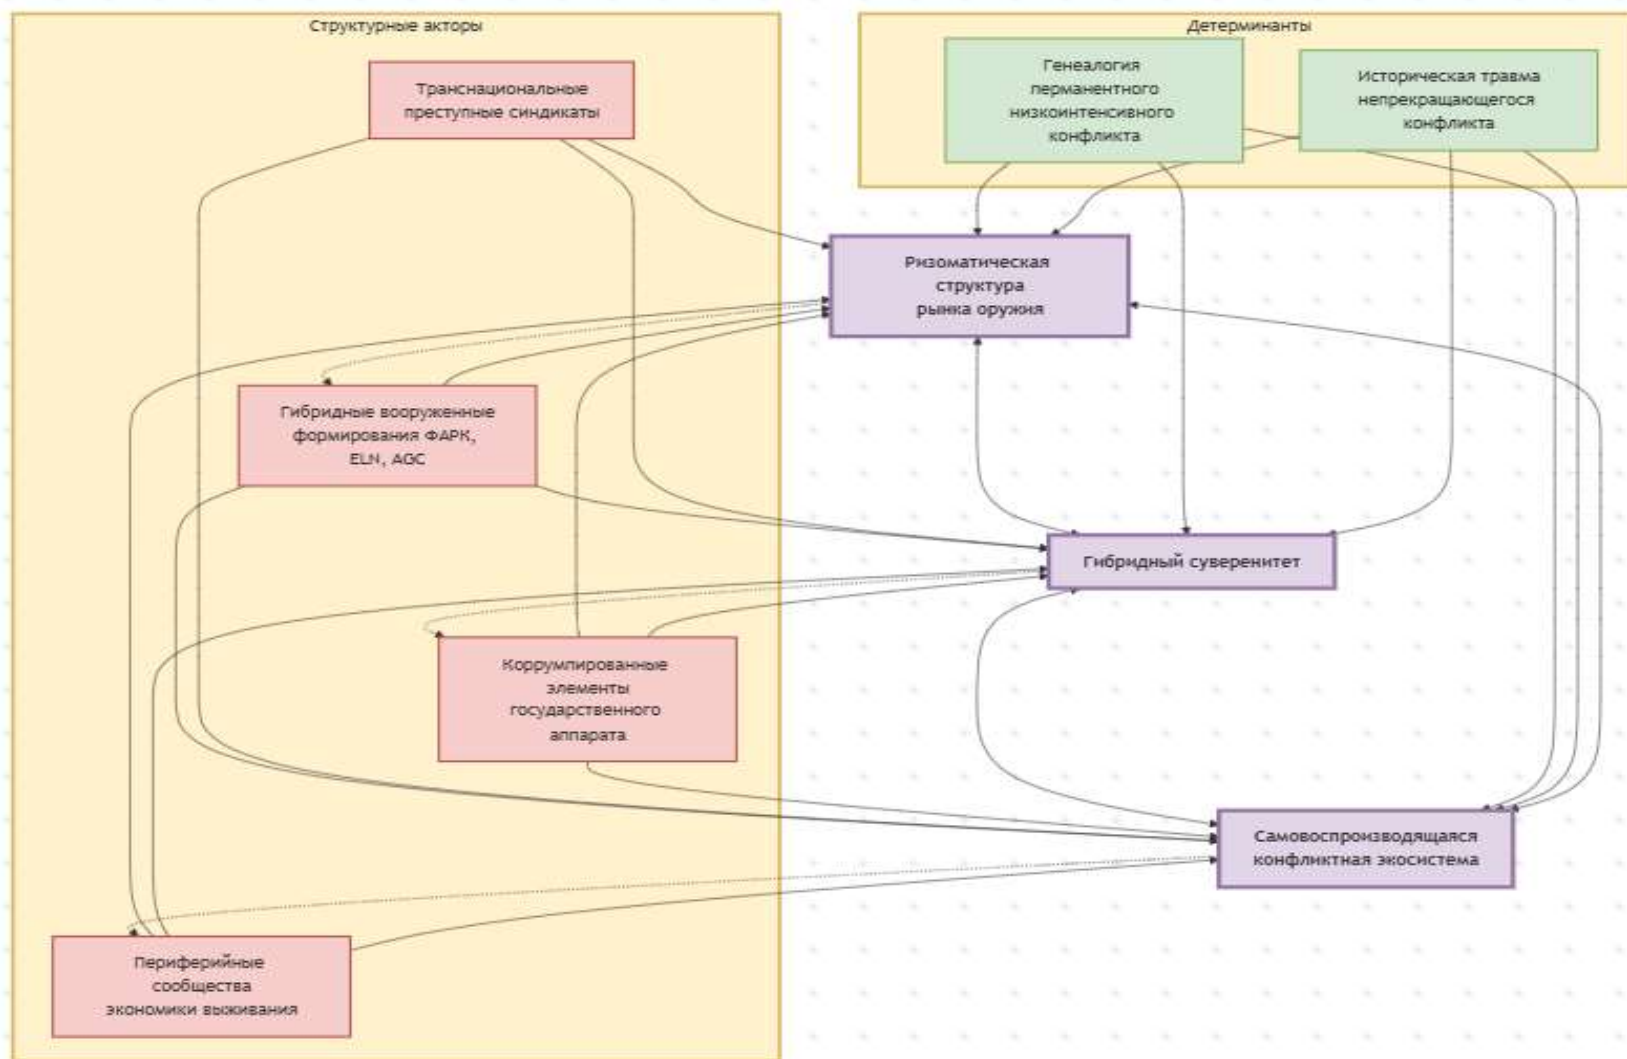 Структурные акторы
Транснациональные
преступные синдикаты
Гибридные вооруженные
формирования ФАРК,
ELN, AGC
Коррумпированные
элементы
государственного
аппарата
Периферийные
сообщества
экономики выживания
Детерминанты
Генеалогия
перманентного
низкоинтенсивного
конфликта
Историческая травма
непрекращающегося
конфликта
Ризоматическая
структура
рынка оружия
Гибридный суверенитет
Самовоспроизводящаяся
конфликтная экосистема